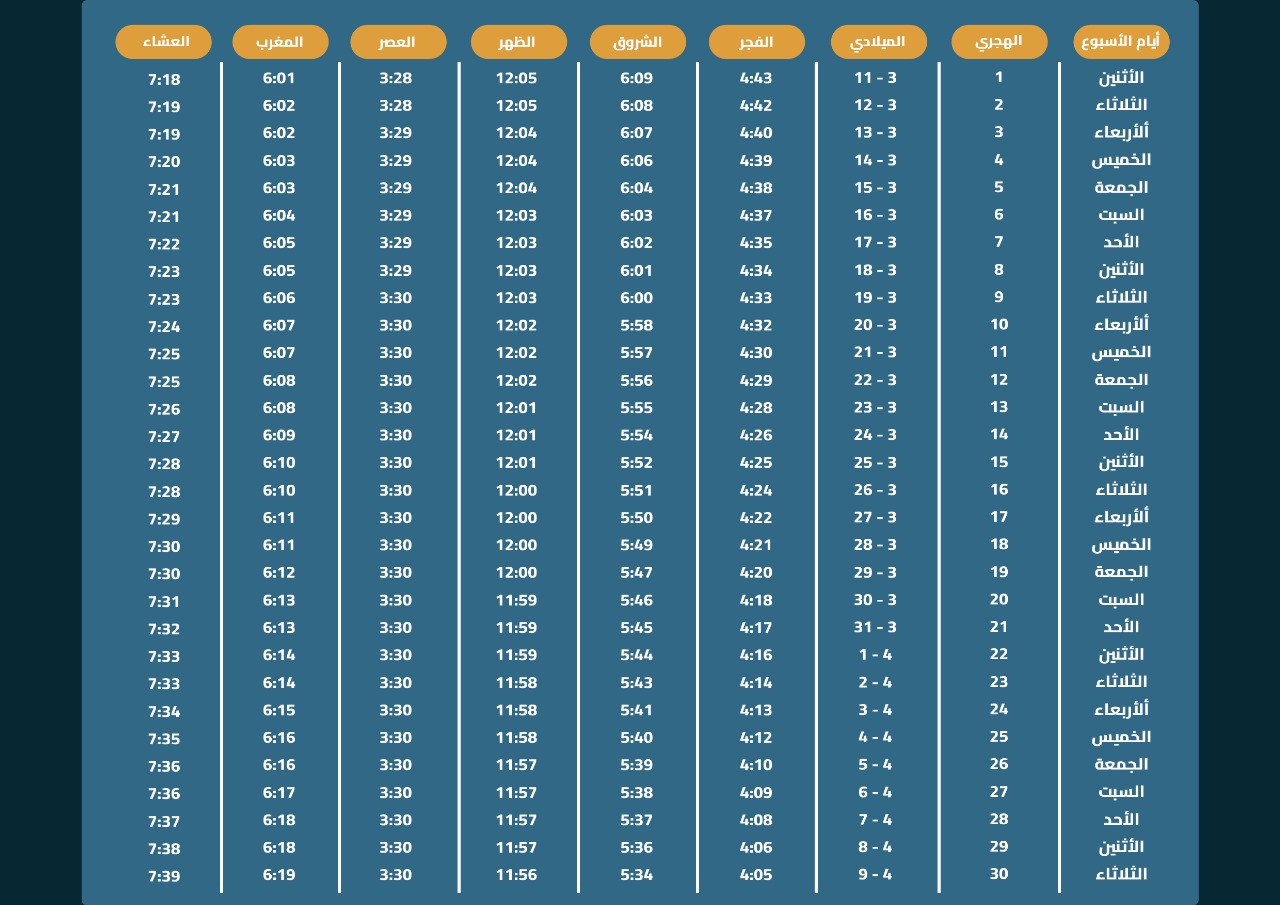 أيام الأسبوع الهجري الميلادي الفجر الشروق الظهر العصر المغرب العشاء
الأثنين 1 11 - 3 4:43 6:09 12:05 3:28 6:01 7:18
الثلاثاء 2 12 - 3 4:42 6:08 12:05 3:28 6:02 7:19
ألأربعاء 3 13 - 3 4:40 6:07 12:04 3:29 6:02 7:19
الخميس 4 14 - 3 4:39 6:06 12:04 3:29 6:03 7:20
الجمعة 5 15 - 3 4:38 6:04 12:04 3:29 6:03 7:21
السبت 6 16 - 3 4:37 6:03 12:03 3:29 6:04 7:21
الأحد 7 17 - 3 4:35 6:02 12:03 3:29 6:05 7:22
الأثنين 8 18 - 3 4:34 6:01 12:03 3:29 6:05 7:23
الثلاثاء 9 19 - 3 4:33 6:00 12:03 3:30 6:06 7:23
ألأربعاء 10 20 - 3 4:32 5:58 12:02 3:30 6:07 7:24
الخميس 11 21 - 3 4:30 5:57 12:02 3:30 6:07 7:25
الجمعة 12 22 - 3 4:29 5:56 12:02 3:30 6:08 7:25
السبت 13 23 - 3 4:28 5:55 12:01 3:30 6:08 7:26
الأحد 14 24 - 3 4:26 5:54 12:01 3:30 6:09 7:27
الأثنين 15 25 - 3 4:25 5:52 12:01 3:30 6:10 7:28
الثلاثاء 16 26 - 3 4:24 5:51 12:00 3:30 6:10 7:28
ألأربعاء 17 27 - 3 4:22 5:50 12:00 3:30 6:11 7:29
الخميس 18 28 - 3 4:21 5:49 12:00 3:30 6:11 7:30
الجمعة 19 29 - 3 4:20 5:47 12:00 3:30 6:12 7:30
السبت 20 30 - 3 4:18 5:46 11:59 3:30 6:13 7:31
الأحد 21 31 - 3 4:17 5:45 11:59 3:30 6:13 7:32
الأثنين 22 1 - 4 4:16 5:44 11:59 3:30 6:14 7:33
الثلاثاء 23 2 - 4 4:14 5:43 11:58 3:30 6:14 7:33
ألأربعاء 24 3 - 4 4:13 5:41 11:58 3:30 6:15 7:34
الخميس 25 4 - 4 4:12 5:40 11:58 3:30 6:16 7:35
الجمعة 26 5 - 4 4:10 5:39 11:57 3:30 6:16 7:36
السبت 27 6 - 4 4:09 5:38 11:57 3:30 6:17 7:36
الأحد 28 7 - 4 4:08 5:37 11:57 3:30 6:18 7:37
الأثنين 29 8 - 4 4:06 5:36 11:57 3:30 6:18 7:38
الثلاثاء 30 9 - 4 4:05 5:34 11:56 3:30 6:19 7:39